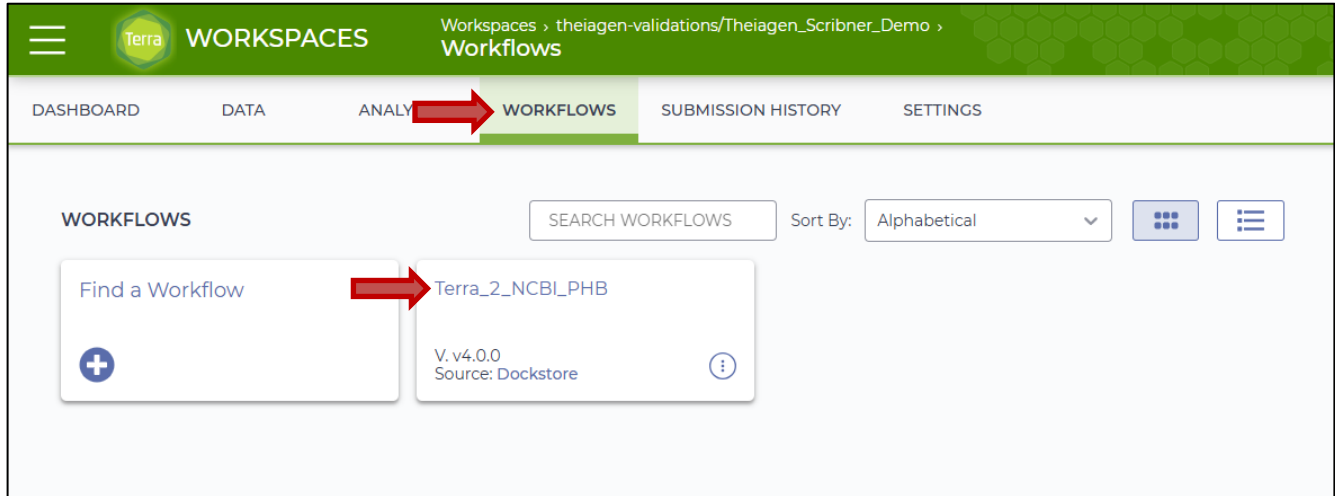 Terra
WORKSPACES
Workspaces › theiagen-validations/Theiagen_Scribner_Demo ›
Workflows
DASHBOARD DATA ANALY WORKFLOWS SUBMISSION HISTORY SETTINGS
WORKFLOWS
SEARCH WORKFLOWS
Sort By: Alphabetical
Find a Workflow
Terra_2_NCBI_PHB
V. v4.0.0
Source: Dockstore